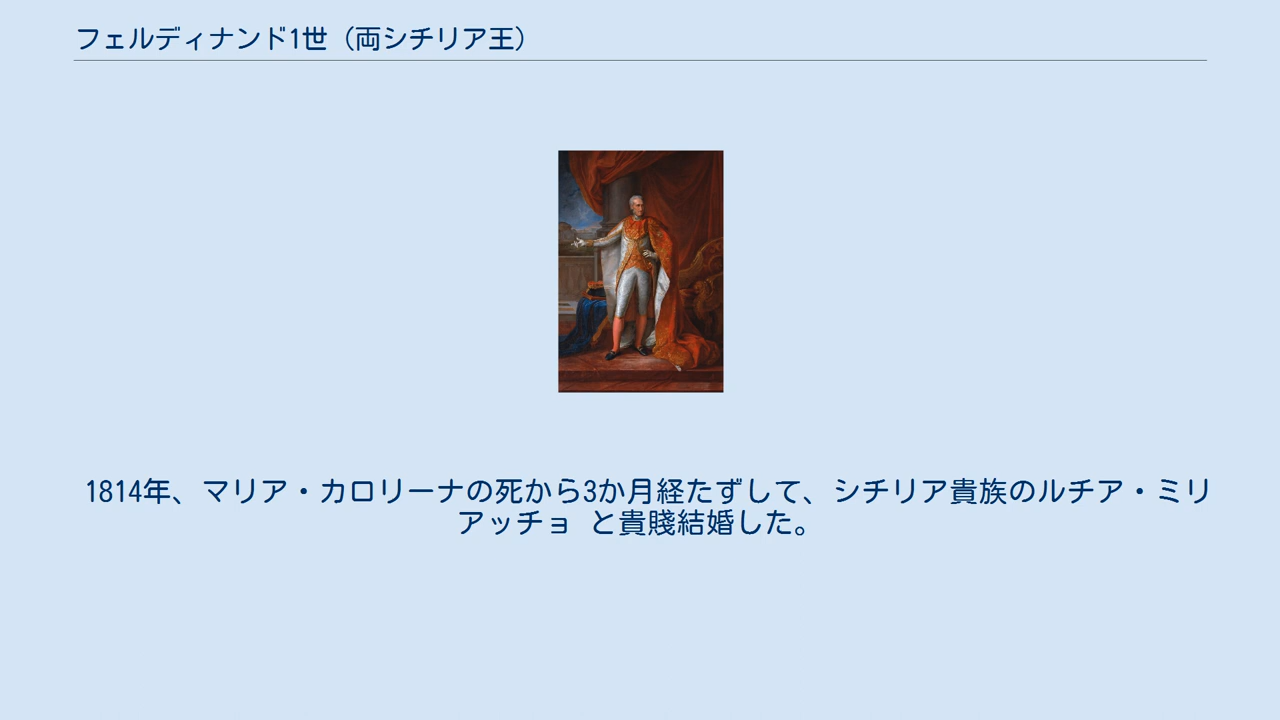 フェルディナンド1世（両シチリア王）
1814年、マリア・カロリーナの死から3か月経たずして、シチリア貴族のルチア・ミリ
アッチョ と貴賤結婚した。